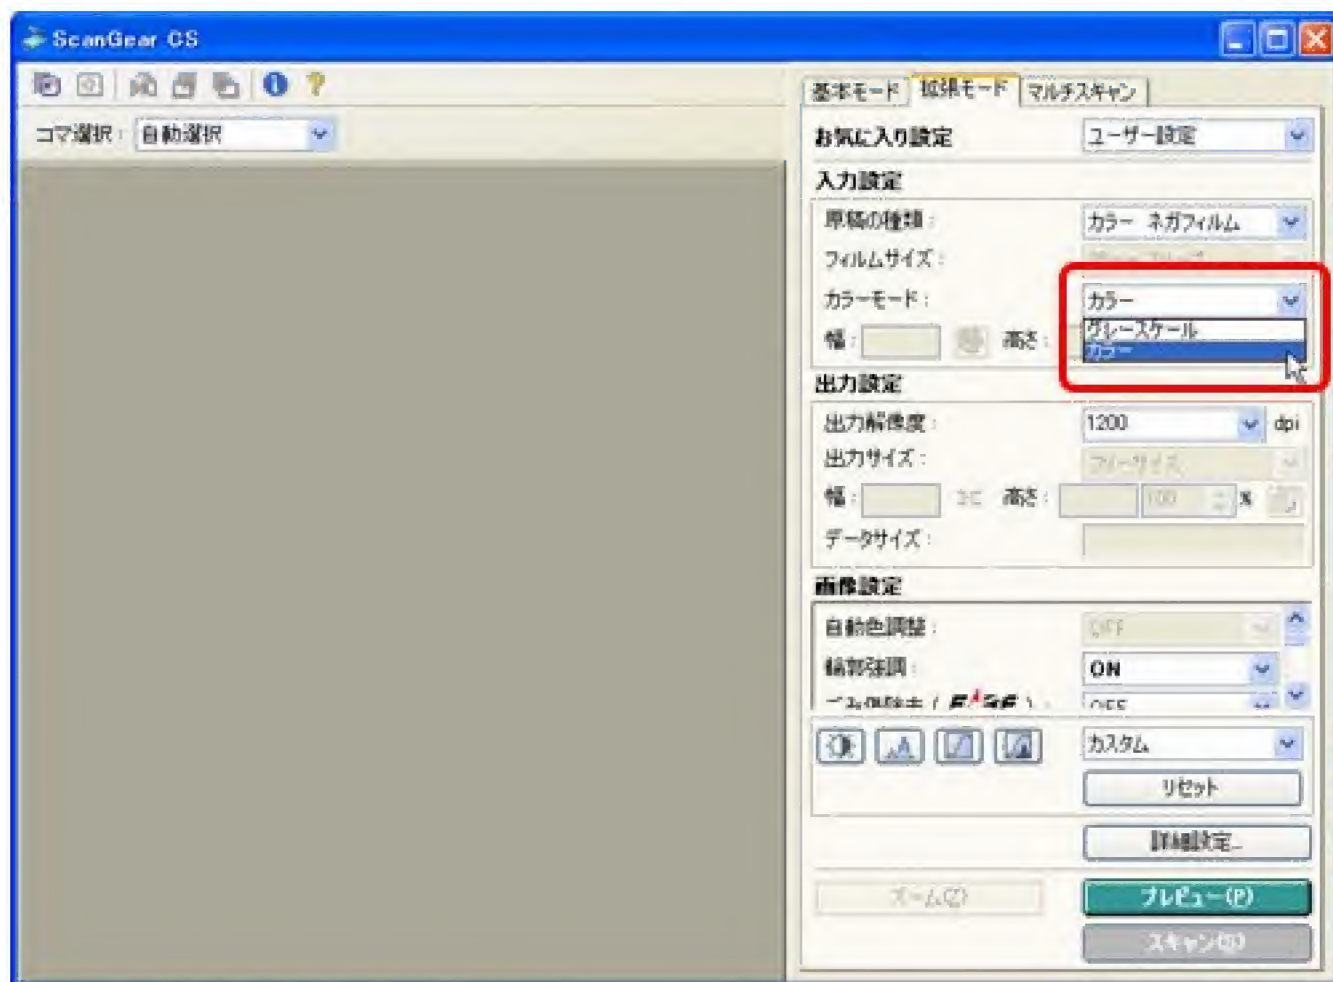 ScanGear CS
基本モード 拡張モード マルチスキャン
コマ選択: 自動選択
お気に入り設定 ユーザー設定
入力設定
原稿の種類: カラー ネガフィルム
フィルムサイズ:
カラーモード: カラー
グレースケール
カラー
幅: 高さ:
出力設定
出力解像度: 1200 dpi
出力サイズ: フリーサイズ
幅: 高さ: 100 %
データサイズ:
画像設定
自動色調整: OFF
輪郭強調: ON
OFF
カスタム
リセット
詳細設定...
ズーム(Z) プレビュー(P)
スキャン(S)